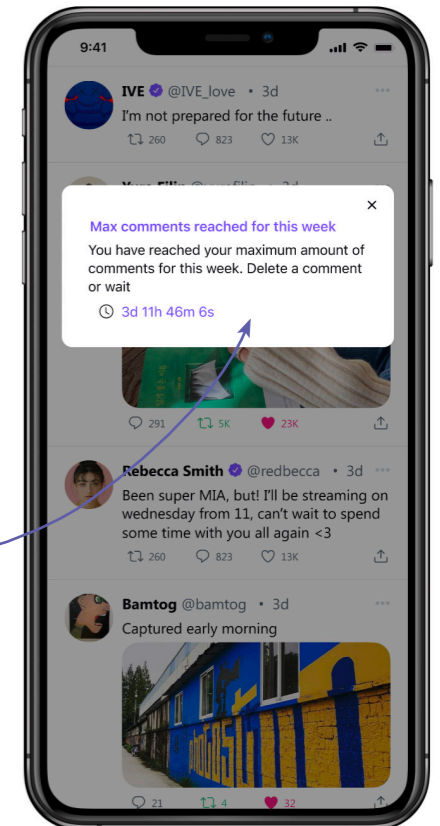 9:41
IVE @IVE_love • 3d
I'm not prepared for the future ..
260 823 13K
Max comments reached for this week
You have reached your maximum amount of
comments for this week. Delete a comment
or wait
3d 11h 46m 6s
291 5K 23K
Rebecca Smith @redbecca • 3d
Been super MIA, but! I'll be streaming on
wednesday from 11, can't wait to spend
some time with you all again <3
260 823 13K
Bamtog @bamtog • 3d
Captured early morning
21 4 32